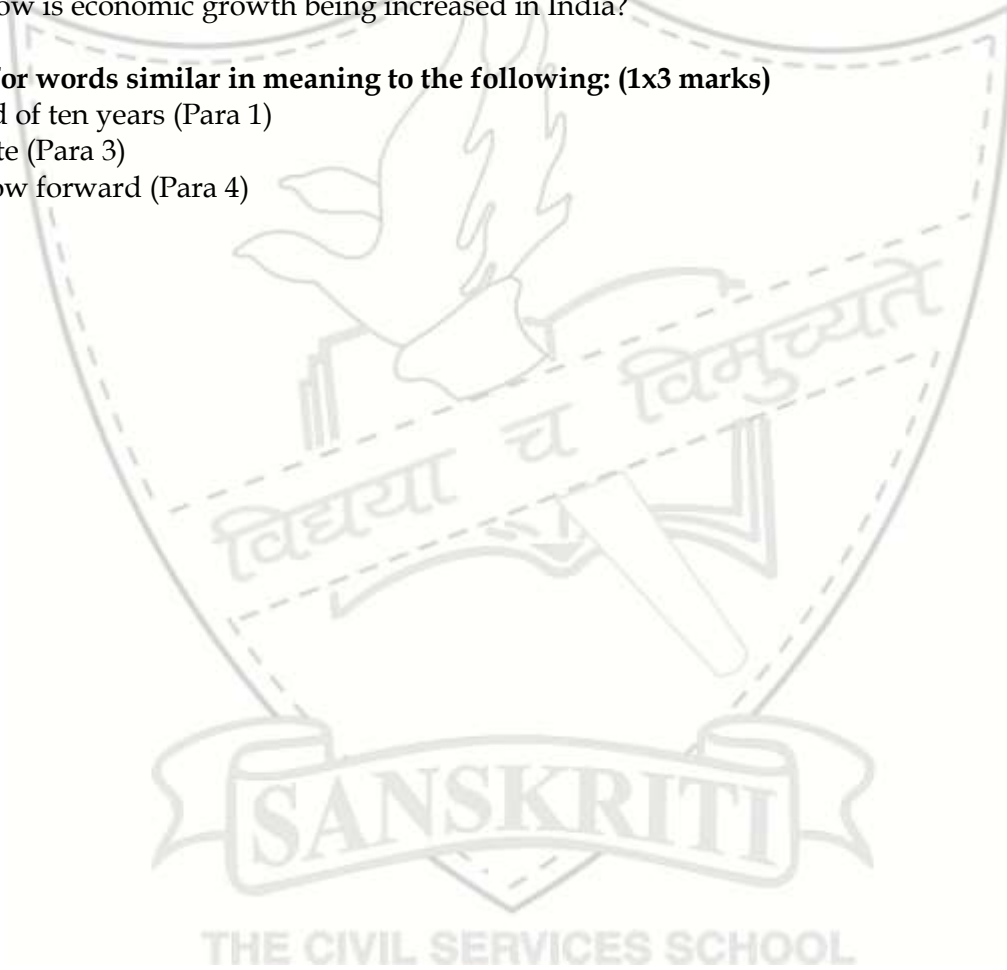 ow is economic growth being increased in India?
for words similar in meaning to the following: (1x3 marks)
d of ten years (Para 1)
te (Para 3)
ow forward (Para 4)
विद्यया च विमुच्यते
SANSKRITI
THE CIVIL SERVICES SCHOOL